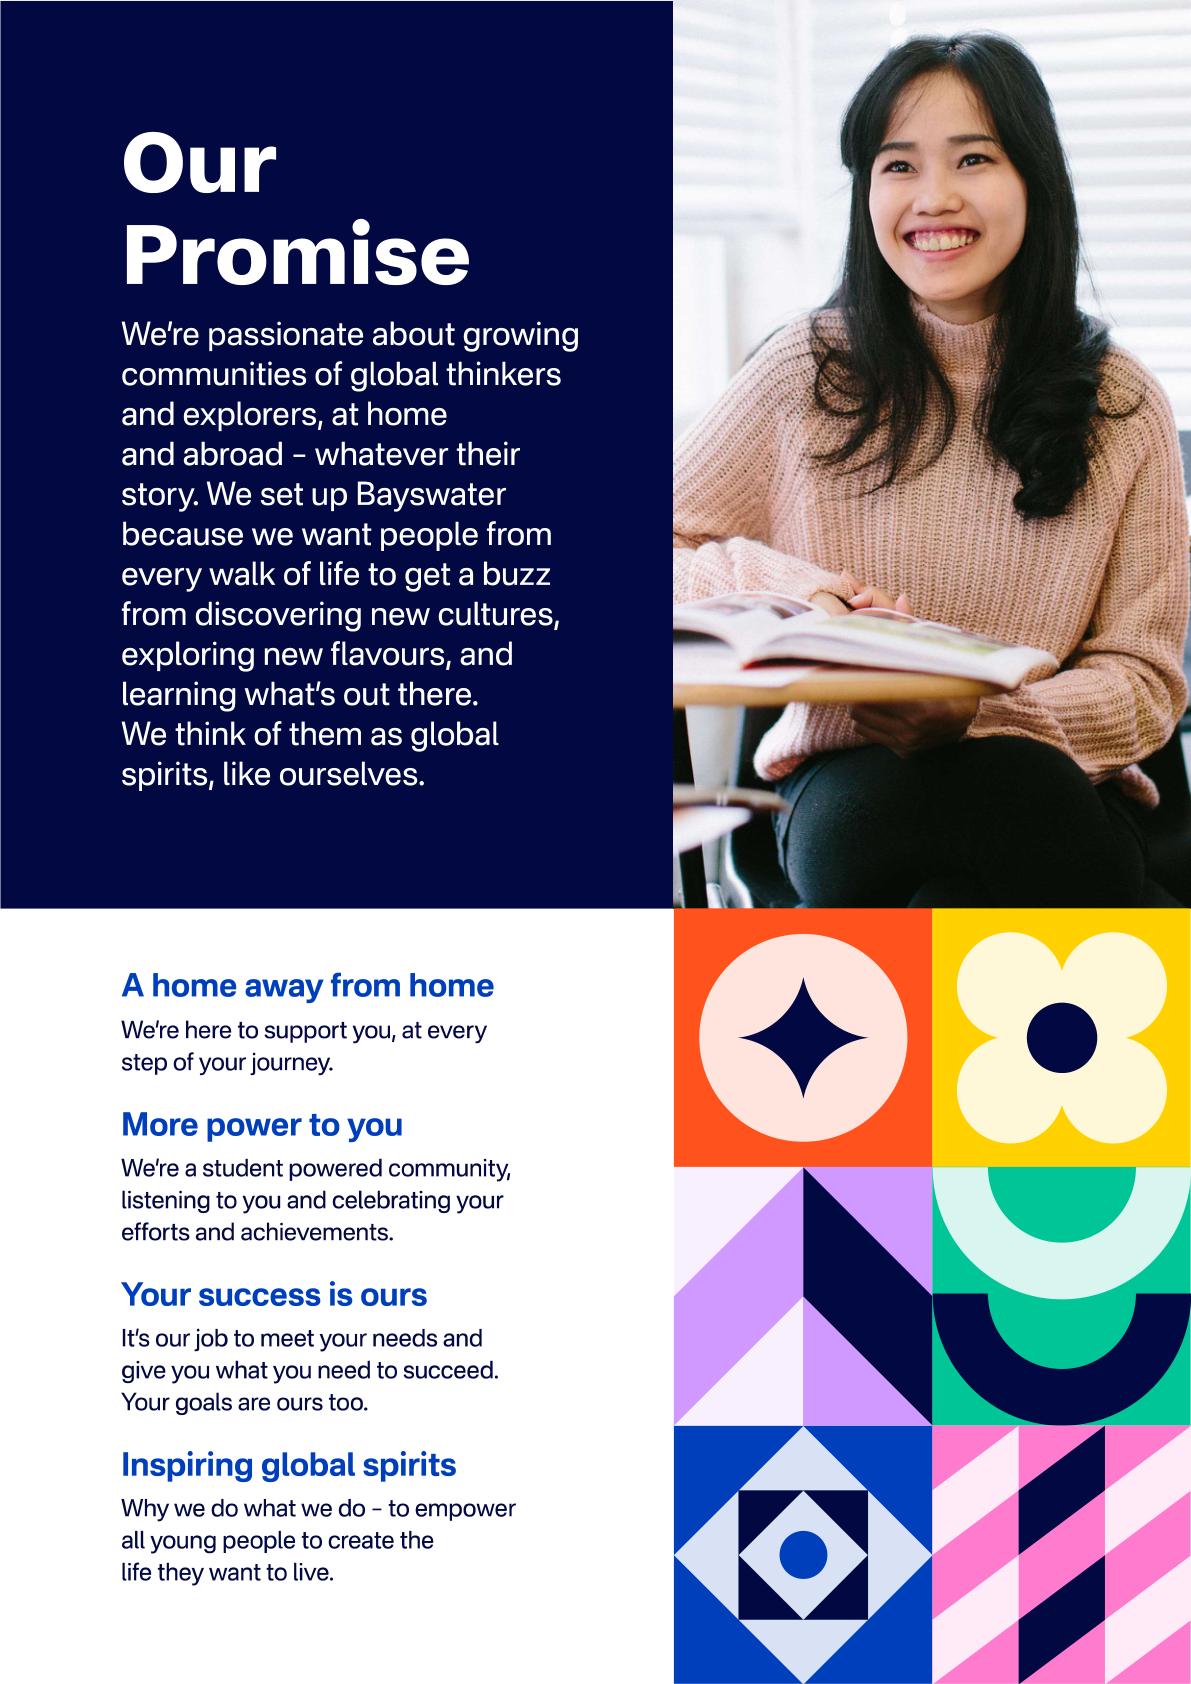 Our
Promise
We're passionate about growing
communities of global thinkers
and explorers, at home
and abroad – whatever their
story. We set up Bayswater
because we want people from
every walk of life to get a buzz
from discovering new cultures,
exploring new flavours, and
learning what's out there.
We think of them as global
spirits, like ourselves.
A home away from home
We're here to support you, at every
step of your journey.
More power to you
We're a student powered community,
listening to you and celebrating your
efforts and achievements.
Your success is ours
It's our job to meet your needs and
give you what you need to succeed.
Your goals are ours too.
Inspiring global spirits
Why we do what we do – to empower
all young people to create the
life they want to live.